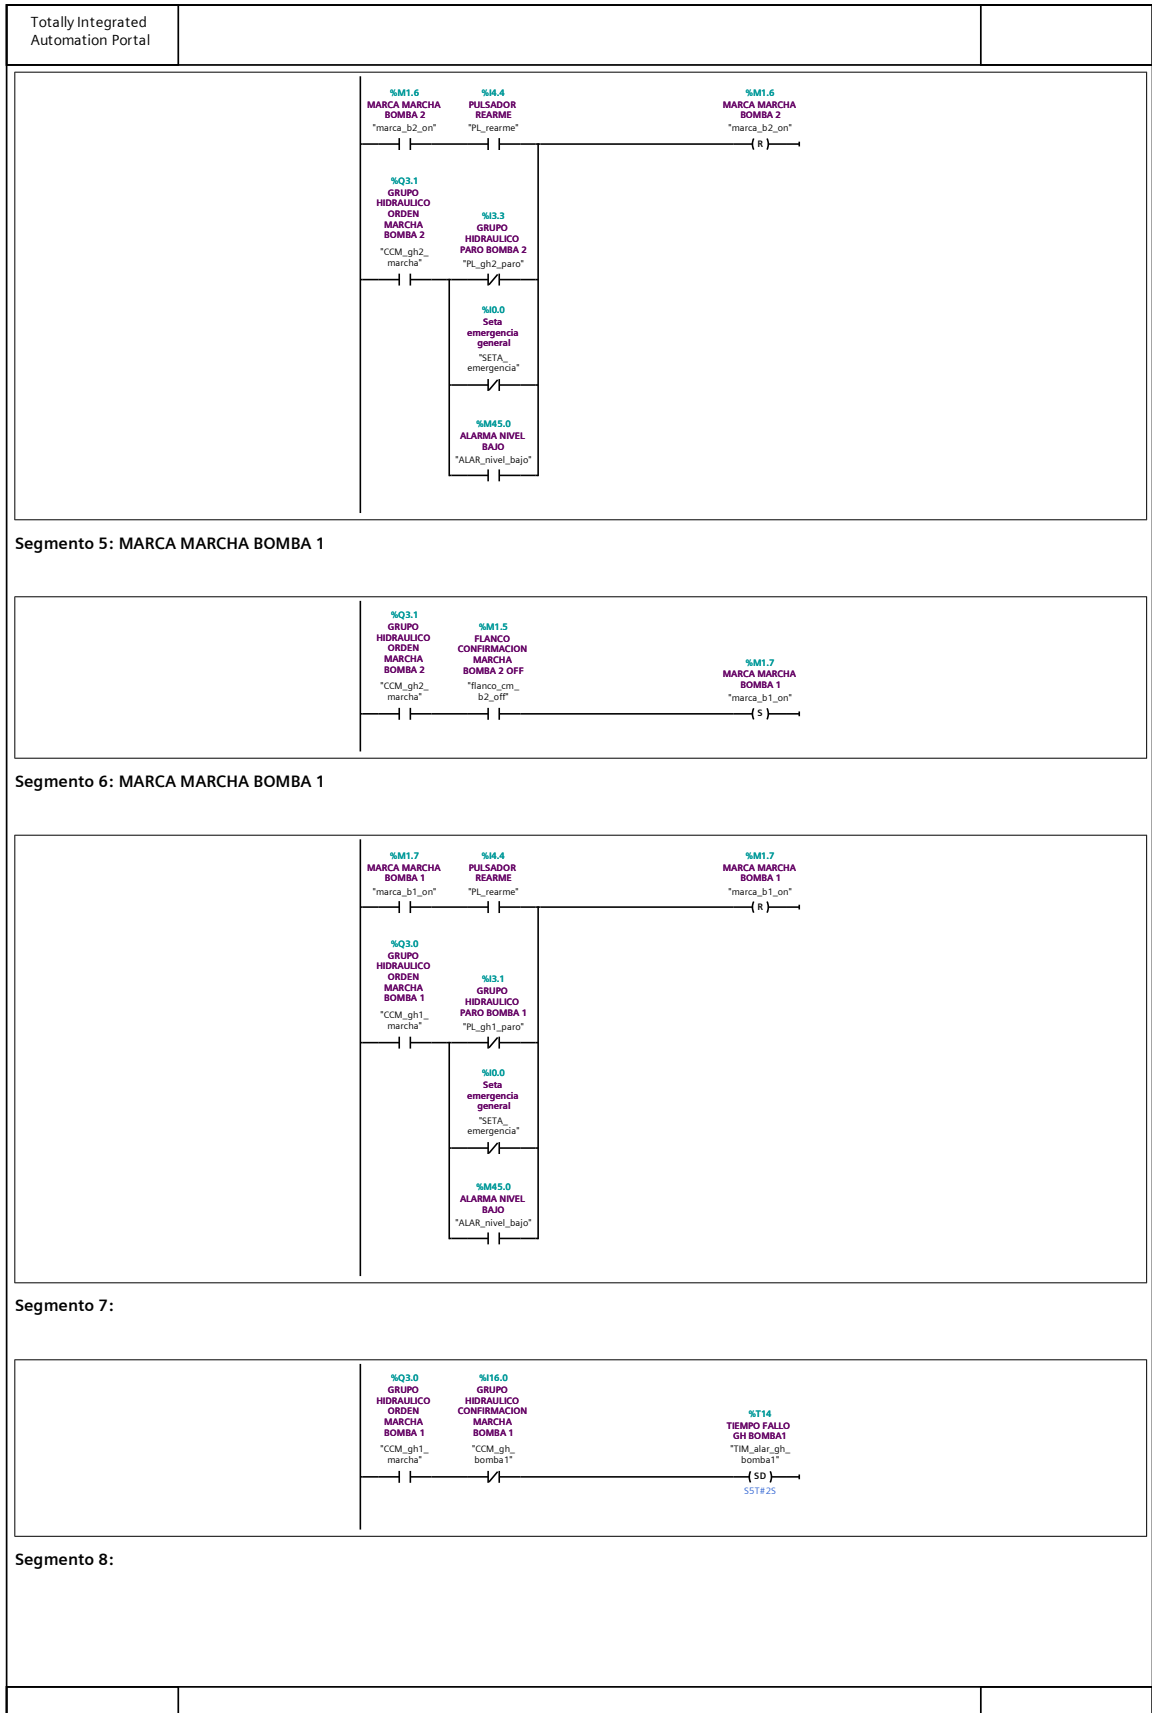 Totally Integrated
Automation Portal
%M1.6
MARCA MARCHA
BOMBA 2
"marca_b2_on"
%I4.4
PULSADOR
REARME
"PL_rearme"
%M1.6
MARCA MARCHA
BOMBA 2
"marca_b2_on"
R
%Q3.1
GRUPO
HIDRAULICO
ORDEN
MARCHA
BOMBA 2
"CCM_gh2_
marcha"
%I3.3
GRUPO
HIDRAULICO
PARO BOMBA 2
"PL_gh2_paro"
%I0.0
Seta
emergencia
general
"SETA_
emergencia"
%M45.0
ALARMA NIVEL
BAJO
"ALAR_nivel_bajo"
Segmento 5: MARCA MARCHA BOMBA 1
%Q3.1
GRUPO
HIDRAULICO
ORDEN
MARCHA
BOMBA 2
"CCM_gh2_
marcha"
%M1.5
FLANCO
CONFIRMACION
MARCHA
BOMBA 2 OFF
"flanco_cm_
b2_off"
%M1.7
MARCA MARCHA
BOMBA 1
"marca_b1_on"
S
Segmento 6: MARCA MARCHA BOMBA 1
%M1.7
MARCA MARCHA
BOMBA 1
"marca_b1_on"
%I4.4
PULSADOR
REARME
"PL_rearme"
%M1.7
MARCA MARCHA
BOMBA 1
"marca_b1_on"
R
%Q3.0
GRUPO
HIDRAULICO
ORDEN
MARCHA
BOMBA 1
"CCM_gh1_
marcha"
%I3.1
GRUPO
HIDRAULICO
PARO BOMBA 1
"PL_gh1_paro"
%I0.0
Seta
emergencia
general
"SETA_
emergencia"
%M45.0
ALARMA NIVEL
BAJO
"ALAR_nivel_bajo"
Segmento 7:
%Q3.0
GRUPO
HIDRAULICO
ORDEN
MARCHA
BOMBA 1
"CCM_gh1_
marcha"
%I16.0
GRUPO
HIDRAULICO
CONFIRMACION
MARCHA
BOMBA 1
"CCM_gh_
bomba1"
%T14
TIEMPO FALLO
GH BOMBA1
"TIM_alar_gh_
bomba1"
SD
S5T#2S
Segmento 8: